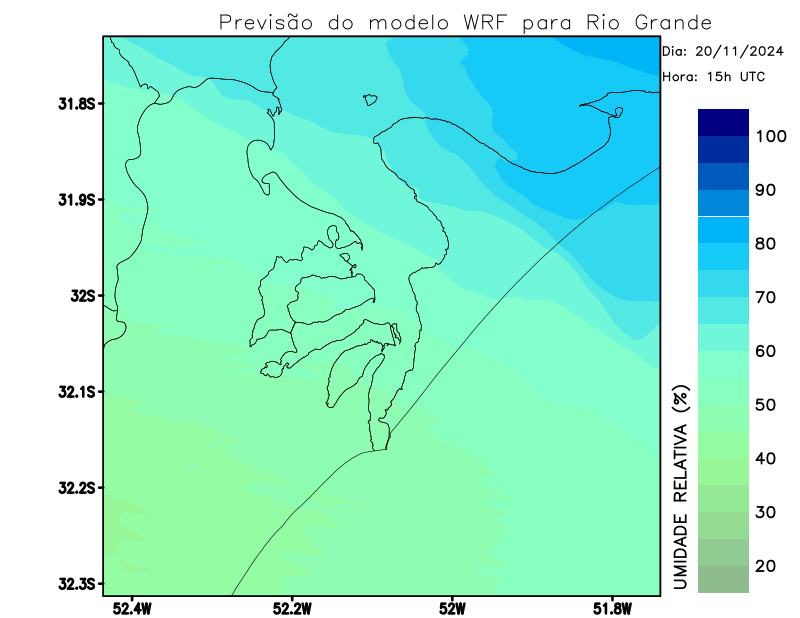 Previsão do modelo WRF para Rio Grande
Dia: 20/11/2024
Hora: 15h UTC
31.8S
31.9S
32S
32.1S
32.2S
32.3S
52.4W
52.2W
52W
51.8W
UMIDADE RELATIVA (%)
100
90
80
70
60
50
40
30
20